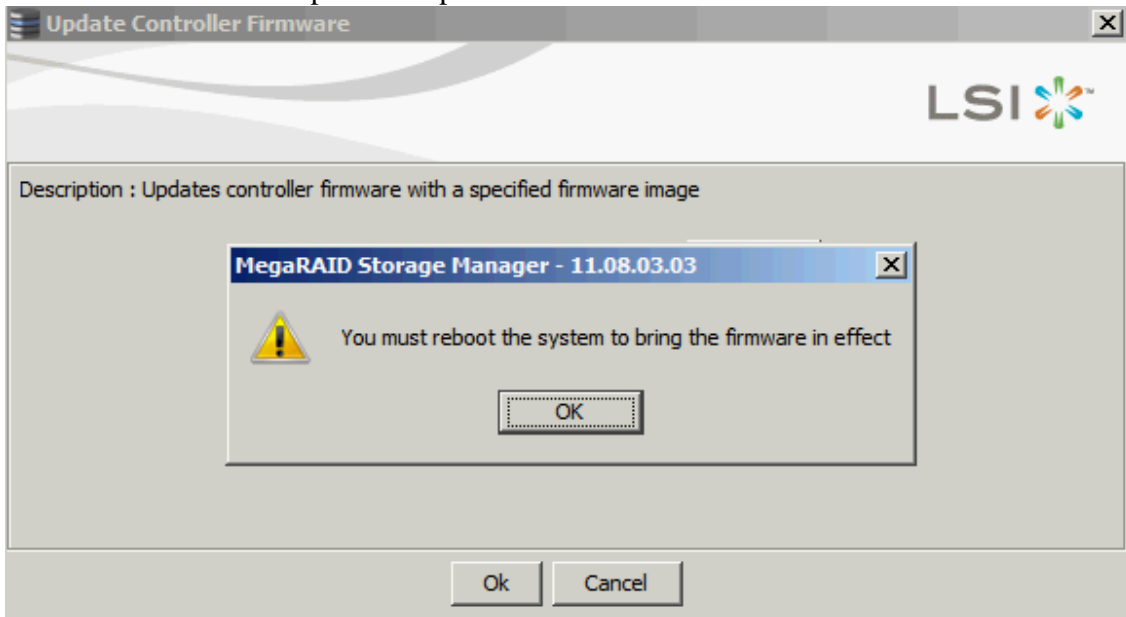 Update Controller Firmware
LSI
Description : Updates controller firmware with a specified firmware image
MegaRAID Storage Manager - 11.08.03.03
You must reboot the system to bring the firmware in effect
OK
Ok
Cancel